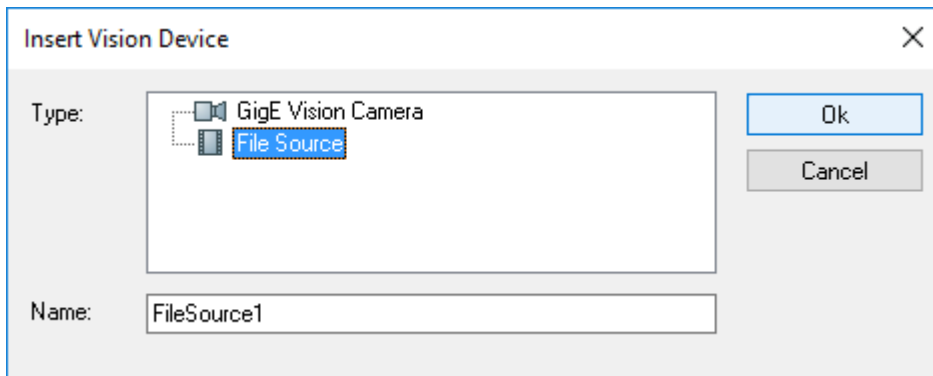 Insert Vision Device
Type:
GigE Vision Camera
File Source
Ok
Cancel
Name:
FileSource1